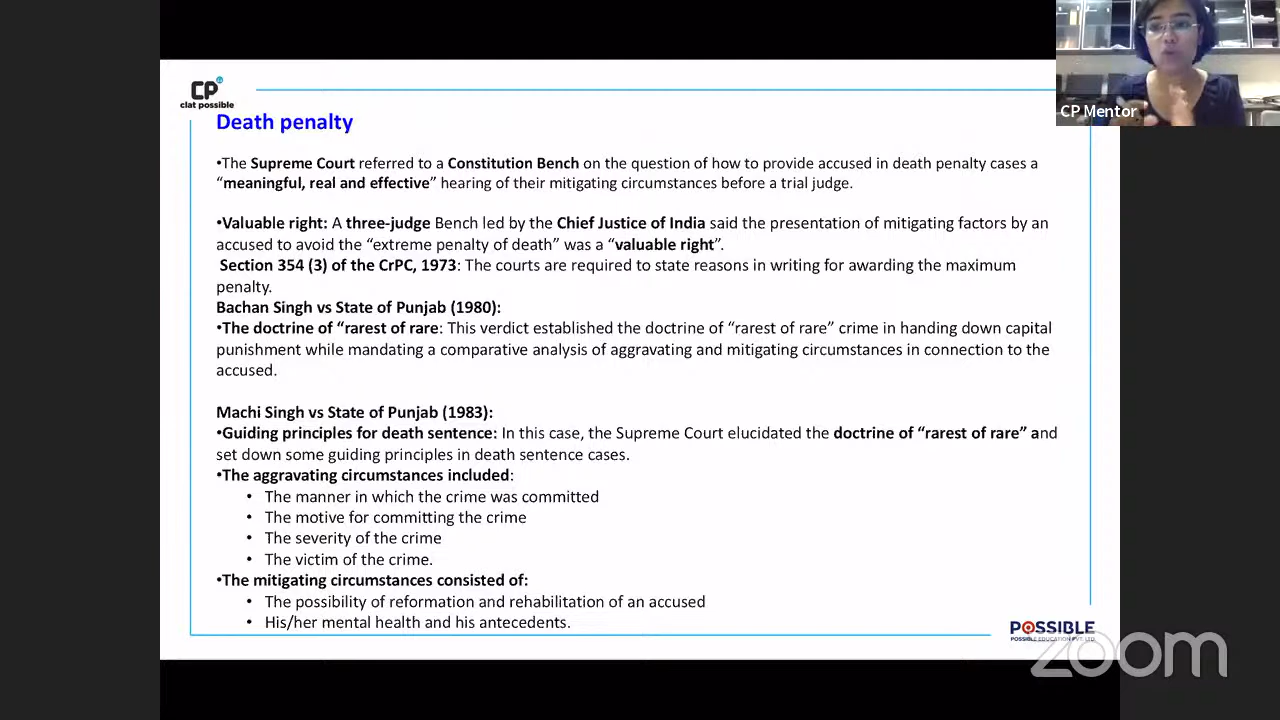 CP
clat possible
CP Mentor
Death penalty
•The Supreme Court referred to a Constitution Bench on the question of how to provide accused in death penalty cases a
“meaningful, real and effective” hearing of their mitigating circumstances before a trial judge.
•Valuable right: A three-judge Bench led by the Chief Justice of India said the presentation of mitigating factors by an
accused to avoid the “extreme penalty of death” was a “valuable right”.
Section 354 (3) of the CrPC, 1973: The courts are required to state reasons in writing for awarding the maximum
penalty.
Bachan Singh vs State of Punjab (1980):
•The doctrine of “rarest of rare: This verdict established the doctrine of “rarest of rare” crime in handing down capital
punishment while mandating a comparative analysis of aggravating and mitigating circumstances in connection to the
accused.
Machi Singh vs State of Punjab (1983):
•Guiding principles for death sentence: In this case, the Supreme Court elucidated the doctrine of “rarest of rare” and
set down some guiding principles in death sentence cases.
•The aggravating circumstances included:
• The manner in which the crime was committed
• The motive for committing the crime
• The severity of the crime
• The victim of the crime.
•The mitigating circumstances consisted of:
• The possibility of reformation and rehabilitation of an accused
• His/her mental health and his antecedents.
POSSIBLE
POSSIBLE EDUCATION PVT. LTD.
zoom